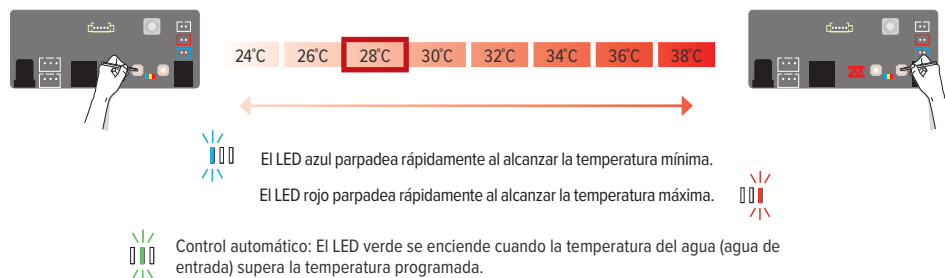 24˚C 26˚C 28˚C 30˚C 32˚C 34˚C 36˚C 38˚C
El LED azul parpadea rápidamente al alcanzar la temperatura mínima.
El LED rojo parpadea rápidamente al alcanzar la temperatura máxima.
Control automático: El LED verde se enciende cuando la temperatura del agua (agua de
entrada) supera la temperatura programada.